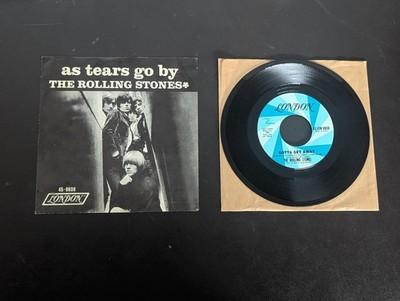 as tears go by
THE ROLLING STONES
45-9808
LONDON
LONDON
GOTTA GET AWAY
THE ROLLING STONES